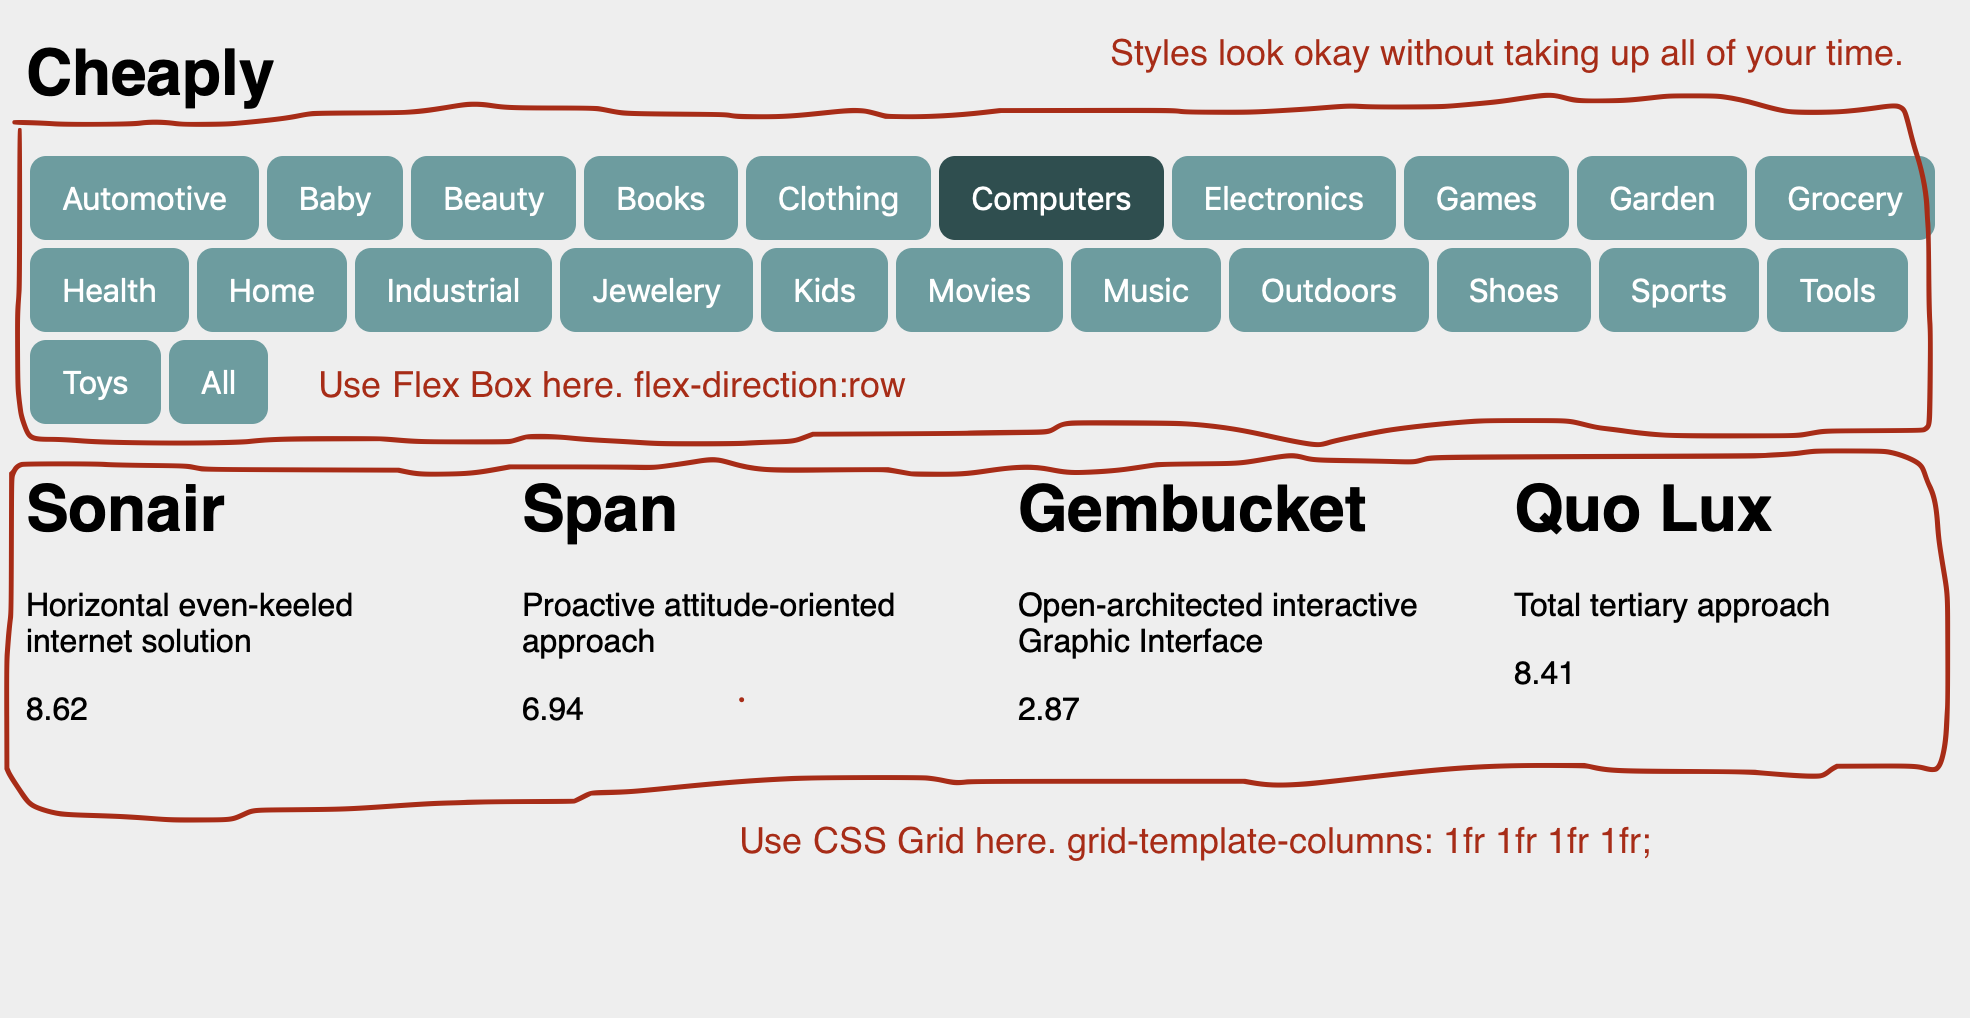 Cheaply
Styles look okay without taking up all of your time.
Automotive Baby Beauty Books Clothing Computers Electronics Games Garden Grocery
Health Home Industrial Jewelery Kids Movies Music Outdoors Shoes Sports Tools
Toys All Use Flex Box here. flex-direction:row
Sonair Span Gembucket Quo Lux
Horizontal even-keeled Proactive attitude-oriented Open-architected interactive Total tertiary approach
internet solution approach Graphic Interface
8.41
8.62 6.94 2.87
Use CSS Grid here. grid-template-columns: 1fr 1fr 1fr 1fr;